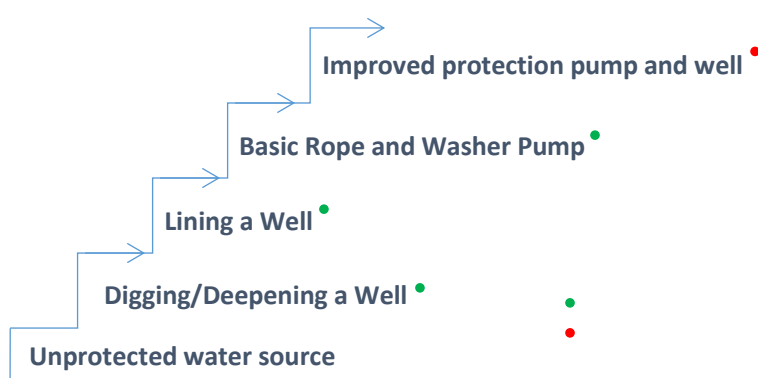 Improved protection pump and well
Basic Rope and Washer Pump
Lining a Well
Digging/Deepening a Well
Unprotected water source